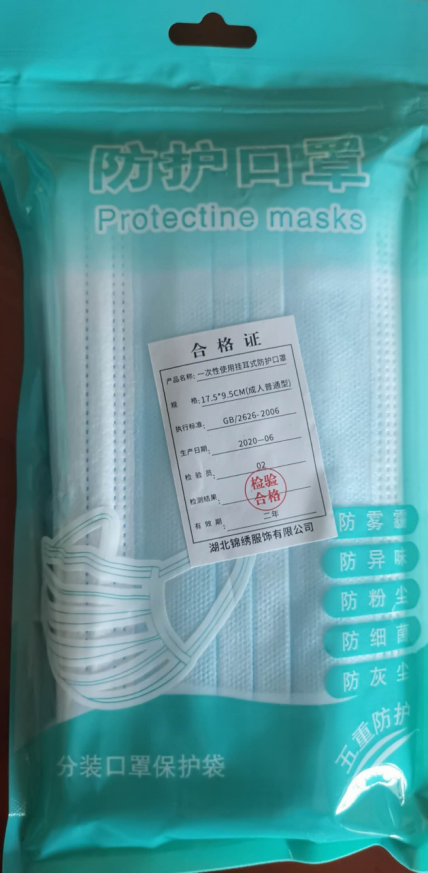 防护口罩
Protectine masks
合格证
产品名称: 一次性使用挂耳式防护口罩
规 格: 17.5*9.5CM(成人普通型)
执行标准: GB/2626-2006
生产日期: 2020-06
检 验 员: 02
检测结果: 检验合格
有 效 期: 二年
湖北锦绣服饰有限公司
防雾霾
防异味
防粉尘
防细菌
防灰尘
五重防护
分装口罩保护袋